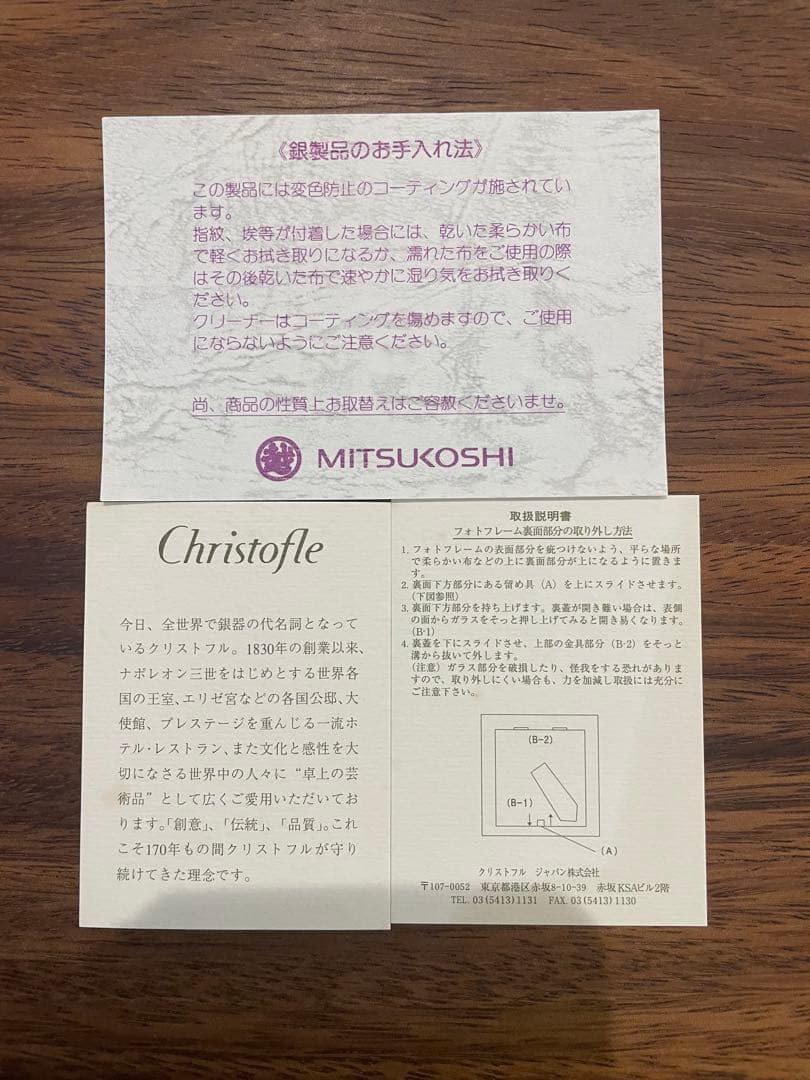 《銀製品のお手入れ法》
この製品には変色防止のコーティングが施されてい
ます。
指紋、埃等が付着した場合には、乾いた柔らかい布
で軽くお拭き取りになるか、濡れた布をご使用の際
はその後乾いた布で速やかに湿り気をお拭き取りく
ださい。
クリーナーはコーティングを傷めますので、ご使用
にならないようにご注意ください。
尚、商品の性質上お取替えはご容赦くださいませ。
越 MITSUKOSHI
Christofle
今日、全世界で銀器の代名詞となって
いるクリストフル。1830年の創業以来、
ナポレオン三世をはじめとする世界各
国の王室、エリゼ宮などの各国公邸、大
使館、プレステージを重んじる一流ホ
テル・レストラン、また文化と感性を大
切になさる世界中の人々に“卓上の芸
術品”として広くご愛用いただいてお
ります。「創意」、「伝統」、「品質」。これ
こそ170年もの間クリストフルが守り
続けてきた理念です。
取扱説明書
フォトフレーム裏面部分の取り外し方法
1. フォトフレームの表面部分を疵つけないよう、平らな場所
で柔らかい布などの上に裏面部分が上になるように置きま
す。
2. 裏面下方部分にある留め具（A）を上にスライドさせます。
（下図参照）
3. 裏面下方部分を持ち上げます。裏蓋が開き難い場合は、表側
の面からガラスをそっと押し上げてみると開き易くなります。
（B-1）
4. 裏蓋を下にスライドさせ、上部の金具部分（B-2）をそっと
溝から抜いて外します。
（注意）ガラス部分を破損したり、怪我をする恐れがありま
すので、取り外しにくい場合も、力を加減し取扱には充分に
ご注意下さい。
（B-2）
（B-1）
（A）
クリストフル ジャパン株式会社
〒107-0052 東京都港区赤坂8-10-39 赤坂KSAビル2階
TEL. 03(5413)1131 FAX. 03(5413)1130